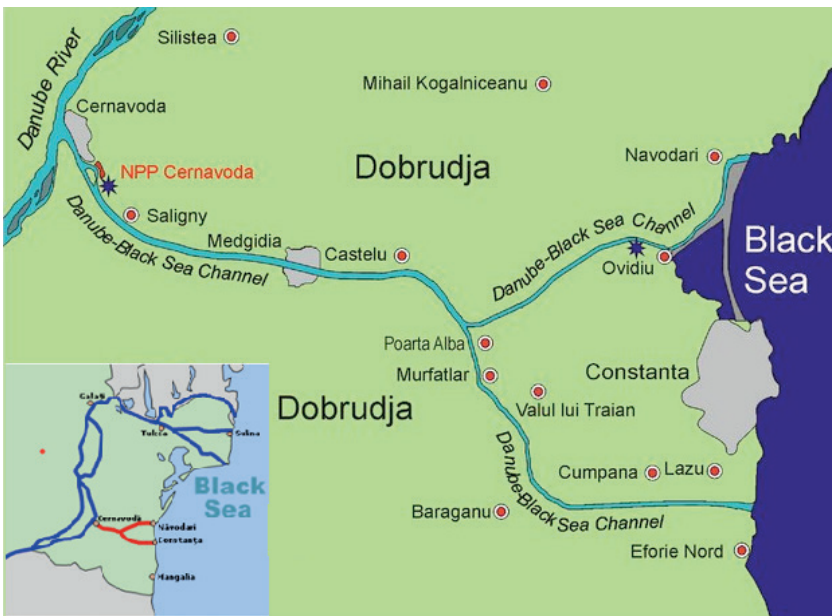 Silistea
Danube River
Mihail Kogalniceanu
Cernavoda
Navodari
NPP Cernavoda
Dobrudja
Saligny
Danube-Black Sea Channel
Medgidia
Castelu
Danube-Black Sea Channel
Ovidiu
Black
Sea
Poarta Alba
Murfatlar
Constanta
Valul lui Traian
Dobrudja
Danube-Black Sea Channel
Cumpana
Lazu
Baraganu
Eforie Nord
Tulcea
Sulina
Black
Sea
Cernavodă
Năvodari
Constanţa
Mangalia